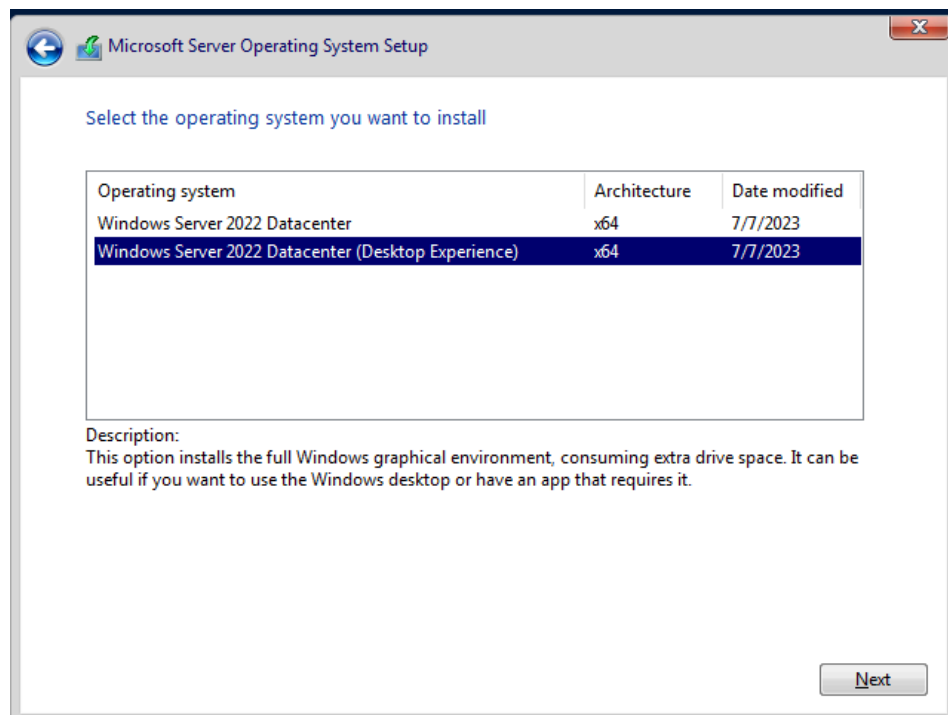 Microsoft Server Operating System Setup
Select the operating system you want to install
Operating system Architecture Date modified
Windows Server 2022 Datacenter x64 7/7/2023
Windows Server 2022 Datacenter (Desktop Experience) x64 7/7/2023
Description:
This option installs the full Windows graphical environment, consuming extra drive space. It can be
useful if you want to use the Windows desktop or have an app that requires it.
Next